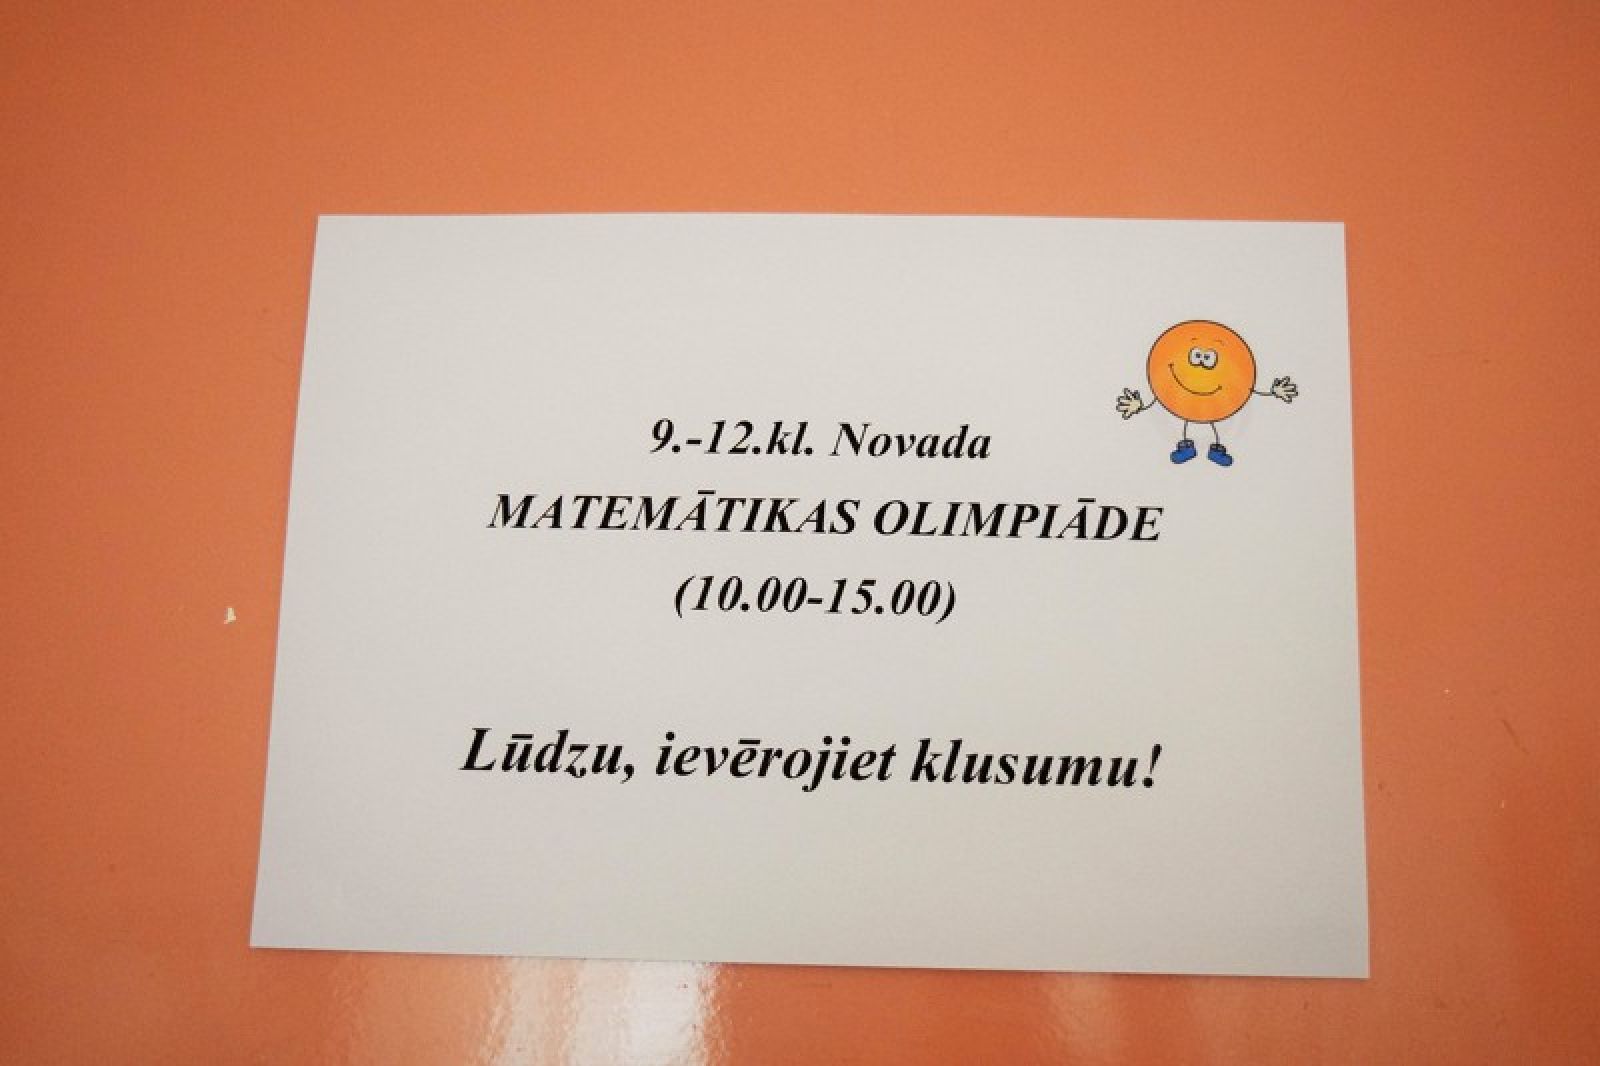 9.-12.kl. Novada
MATEMĀTIKAS OLIMPIĀDE
(10.00-15.00)
Lūdzu, ievērojiet klusumu!